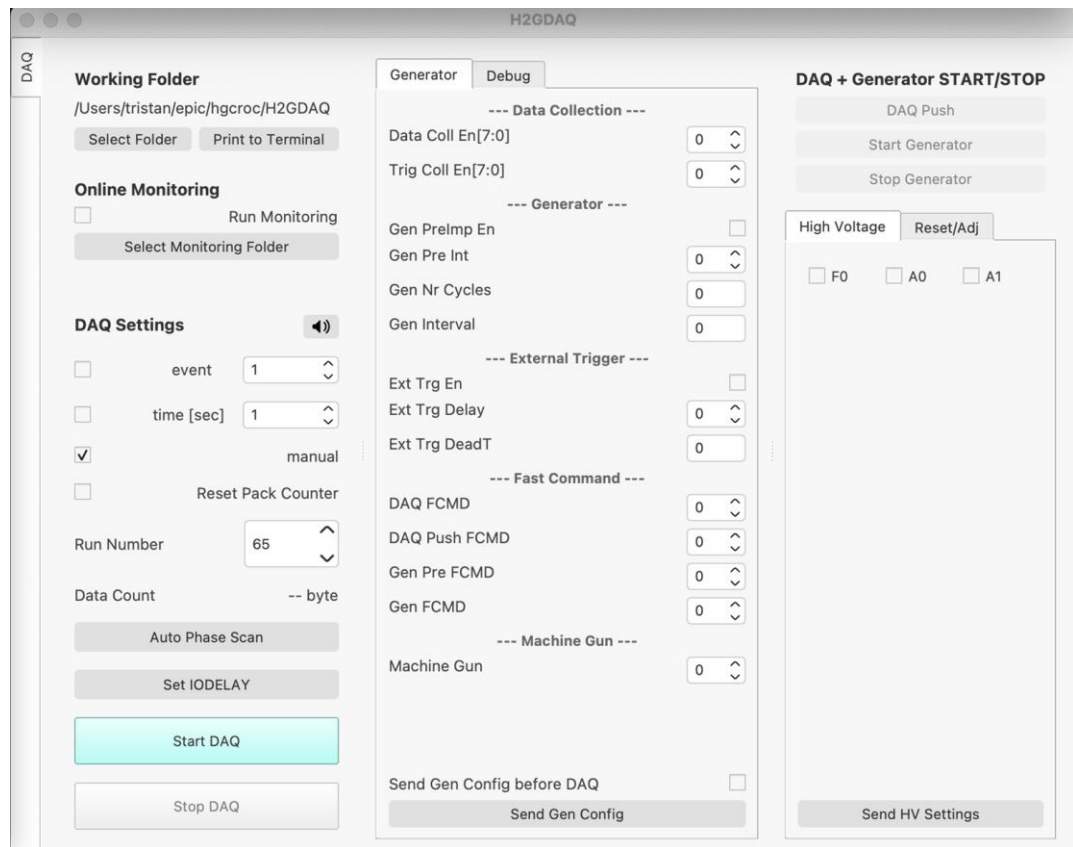 H2GDAQ
DAQ
Working Folder
/Users/tristan/epic/hgcroc/H2GDAQ
Select Folder
Print to Terminal
Online Monitoring
Run Monitoring
Select Monitoring Folder
DAQ Settings
event 1
time [sec] 1
manual
Reset Pack Counter
Run Number 65
Data Count -- byte
Auto Phase Scan
Set IODELAY
Start DAQ
Stop DAQ
Generator
Debug
--- Data Collection ---
Data Coll En[7:0] 0
Trig Coll En[7:0] 0
--- Generator ---
Gen PreImp En
Gen Pre Int 0
Gen Nr Cycles 0
Gen Interval 0
--- External Trigger ---
Ext Trg En
Ext Trg Delay 0
Ext Trg DeadT 0
--- Fast Command ---
DAQ FCMD 0
DAQ Push FCMD 0
Gen Pre FCMD 0
Gen FCMD 0
--- Machine Gun ---
Machine Gun 0
Send Gen Config before DAQ
Send Gen Config
DAQ + Generator START/STOP
DAQ Push
Start Generator
Stop Generator
High Voltage
Reset/Adj
F0 A0 A1
Send HV Settings